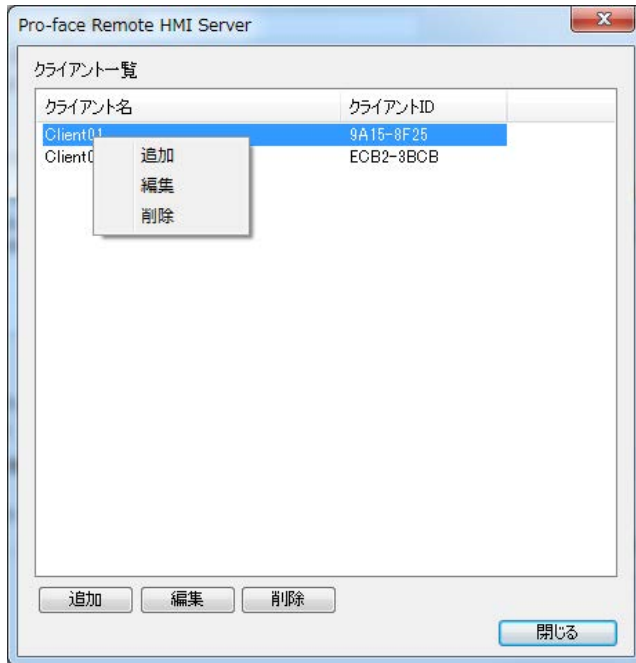 Pro-face Remote HMI Server
クライアント一覧
クライアント名 クライアントID
Client01 9A15-8F25
ECB2-3BCB
追加
編集
削除
追加 編集 削除
閉じる